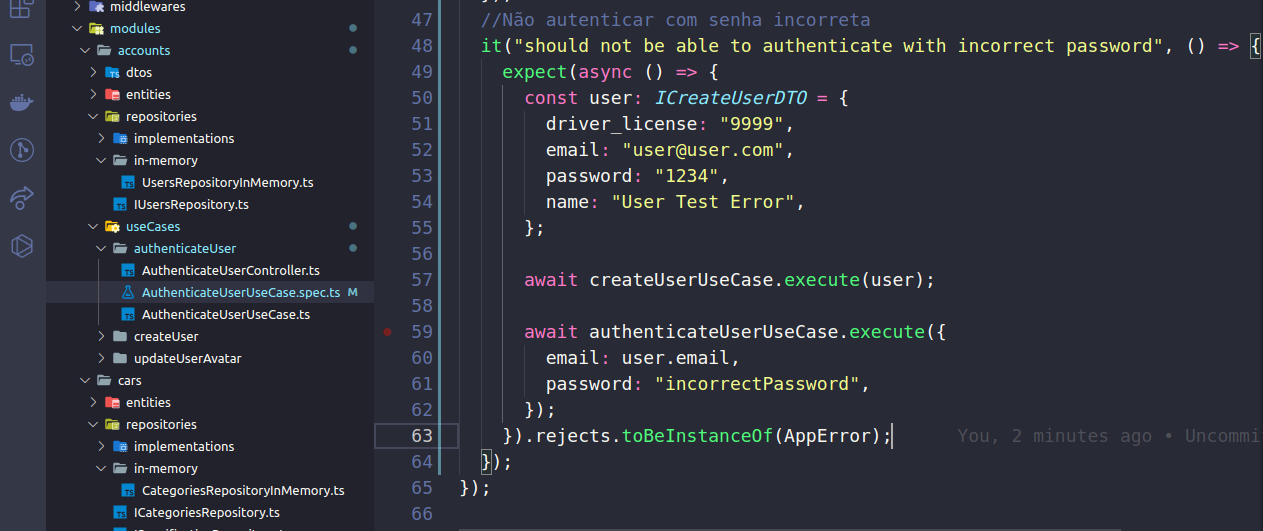 middlewares
modules
accounts
dtos
entities
repositories
implementations
in-memory
UsersRepositoryInMemory.ts
IUsersRepository.ts
useCases
authenticateUser
AuthenticateUserController.ts
AuthenticateUserUseCase.spec.ts M
AuthenticateUserUseCase.ts
createUser
updateUserAvatar
cars
entities
repositories
implementations
in-memory
CategoriesRepositoryInMemory.ts
ICategoriesRepository.ts
47 //Não autenticar com senha incorreta
48 it("should not be able to authenticate with incorrect password", () => {
49 expect(async () => {
50 const user: ICreateUserDTO = {
51 driver_license: "9999",
52 email: "user@user.com",
53 password: "1234",
54 name: "User Test Error",
55 };
56
57 await createUserUseCase.execute(user);
58
59 await authenticateUserUseCase.execute({
60 email: user.email,
61 password: "incorrectPassword",
62 });
63 }).rejects.toBeInstanceOf(AppError); You, 2 minutes ago • Uncommi
64 });
65 });
66